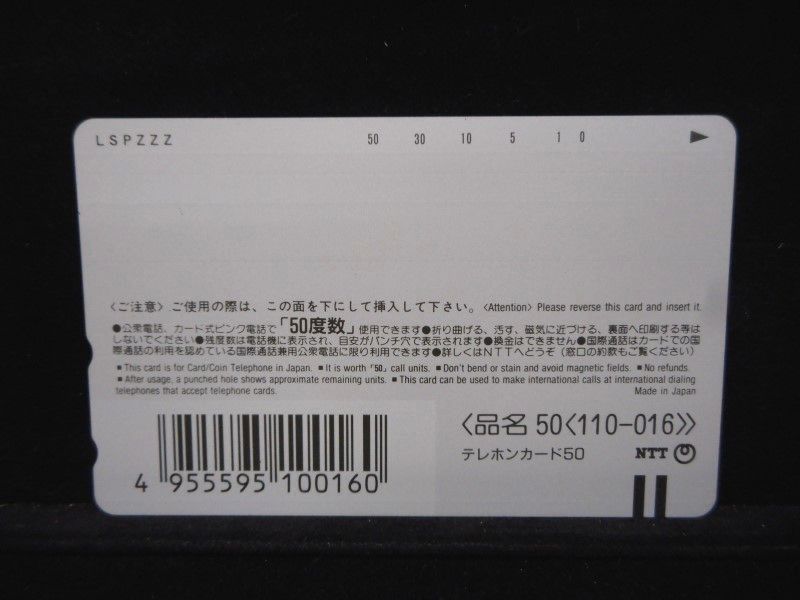 LSPZZZ 50 30 10 5 1 0
〈ご注意〉ご使用の際は、この面を下にして挿入して下さい。〈Attention〉Please reverse this card and insert it.
●公衆電話、カード式ピンク電話で「50度数」使用できます●折り曲げる、汚す、磁気に近づける、裏面へ印刷する等は
しないでください●残度数は電話機に表示され、目安がパンチ穴で表示されます●換金はできません●国際通話はカードでの国
際通話の利用を認めている国際通話兼用公衆電話に限り利用できます●詳しくはNTTへどうぞ（窓口の約款もご覧ください）
■This card is for Card/Coin Telephone in Japan. ■It is worth「50」call units. ■Don't bend or stain and avoid magnetic fields. ■No refunds.
■After usage, a punched hole shows approximate remaining units. ■This card can be used to make international calls at international dialing
telephones that accept telephone cards. Made in Japan
〈品名 50〈110-016〉〉
テレホンカード50 NTT
4 955595 100160